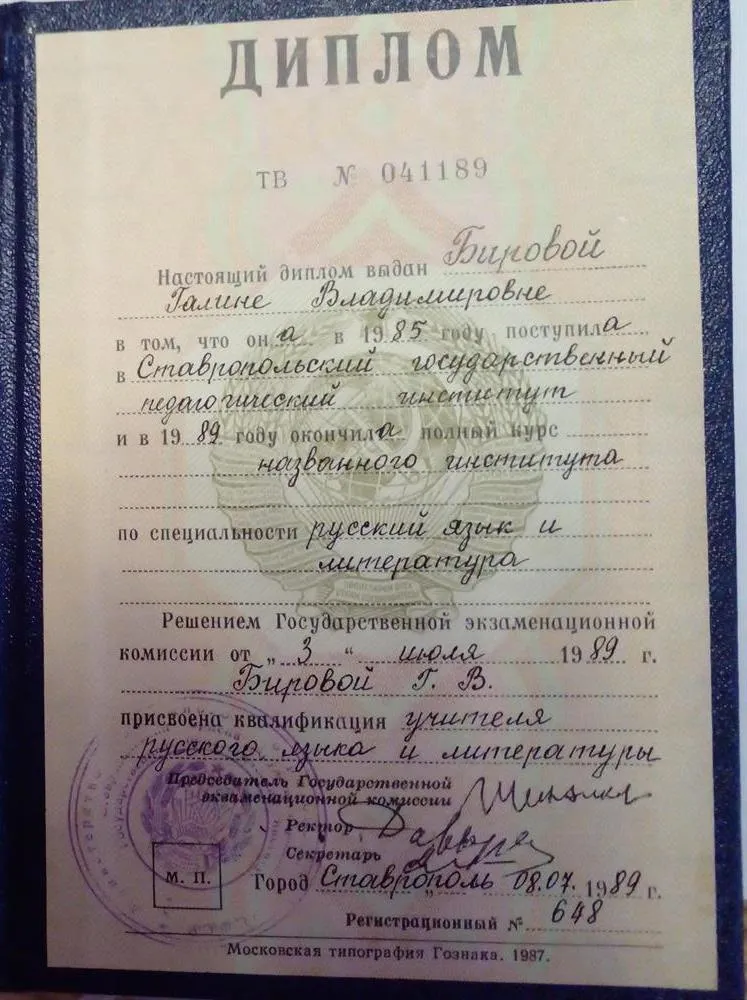 ДИПЛОМ
ТВ № 041189
Настоящий диплом выдан Бировой
Галине Владимировне
в том, что она в 1985 году поступила
в Ставропольский государственный
педагогический институт
и в 1989 году окончила полный курс
названного института
по специальности русский язык и
литература
Решением Государственной экзаменационной
комиссии от „3“ июля 1989 г.
Бировой Г. В.
присвоена квалификация учителя
русского языка и литературы
Председатель Государственной
экзаменационной комиссии
Ректор
Секретарь
М. П.
Город Ставрополь 08.07. 1989 г.
Регистрационный № 648
Московская типография Гознака. 1987.